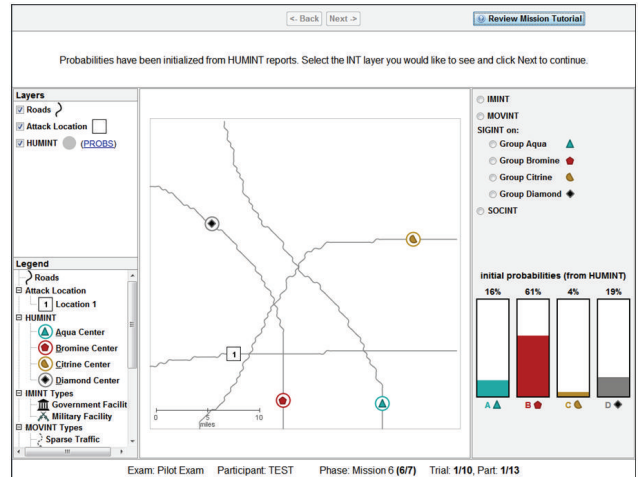 <- Back Next ->
Review Mission Tutorial
Probabilities have been initialized from HUMINT reports. Select the INT layer you would like to see and click Next to continue.
Layers
Roads
Attack Location
HUMINT (PROBS)
Legend
Roads
Attack Location
1 Location 1
HUMINT
Aqua Center
Bromine Center
Citrine Center
Diamond Center
IMINT Types
Government Facilit
Military Facility
MOVINT Types
Sparse Traffic
1
0 5 10
miles
IMINT
MOVINT
SIGINT on:
Group Aqua
Group Bromine
Group Citrine
Group Diamond
SOCINT
initial probabilities (from HUMINT)
16% 61% 4% 19%
A B C D
Exam: Pilot Exam Participant: TEST Phase: Mission 6 (6/7) Trial: 1/10, Part: 1/13